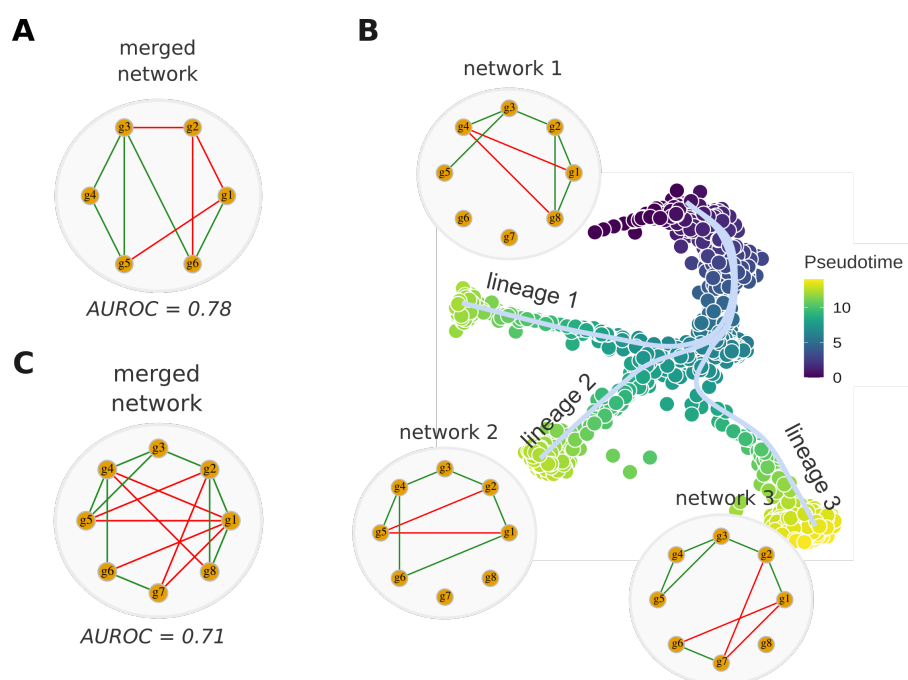 A
merged
network
g3
g2
g4
g1
g5
g6
AUROC = 0.78
B
network 1
g3
g4
g2
g5
g1
g6
g8
g7
lineage 1
lineage 2
lineage 3
Pseudotime
10
5
0
C
merged
network
g3
g4
g2
g5
g1
g6
g8
g7
AUROC = 0.71
network 2
g3
g4
g2
g5
g1
g6
g8
g7
network 3
g3
g4
g2
g5
g1
g6
g8
g7